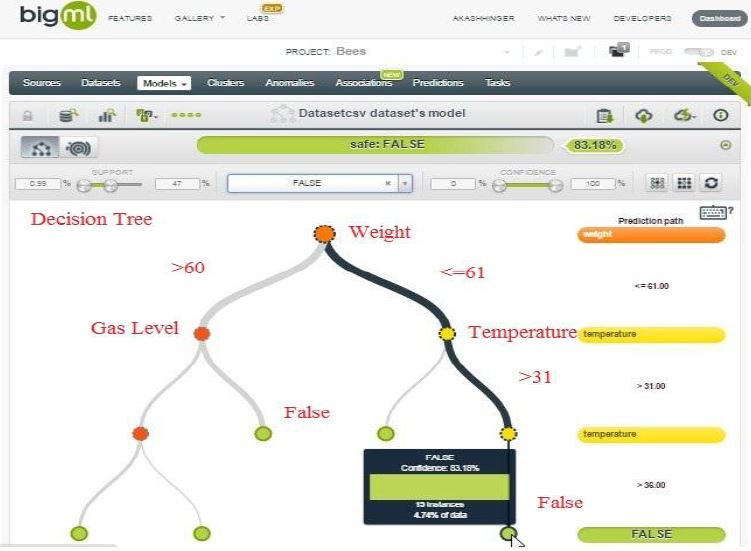 bigml FEATURES GALLERY LABS EXP AKASHHINGER WHAT'S NEW DEVELOPERS Dashboard
PROJECT: Bees 1 PROD DEV
DEV
Sources Datasets Models Clusters Anomalies Associations NEW Predictions Tasks
Datasetcsv dataset's model
safe: FALSE 83.18%
SUPPORT CONFIDENCE
0.99 % 47 % FALSE × 0 % 100 %
Decision Tree
Weight
Prediction path
?
weight
>60 <=61
<= 61.00
Gas Level Temperature
temperature
>31
> 31.00
False
temperature
FALSE
Confidence: 83.18%
15 Instances
4.74% of data
> 36.00
False
FALSE